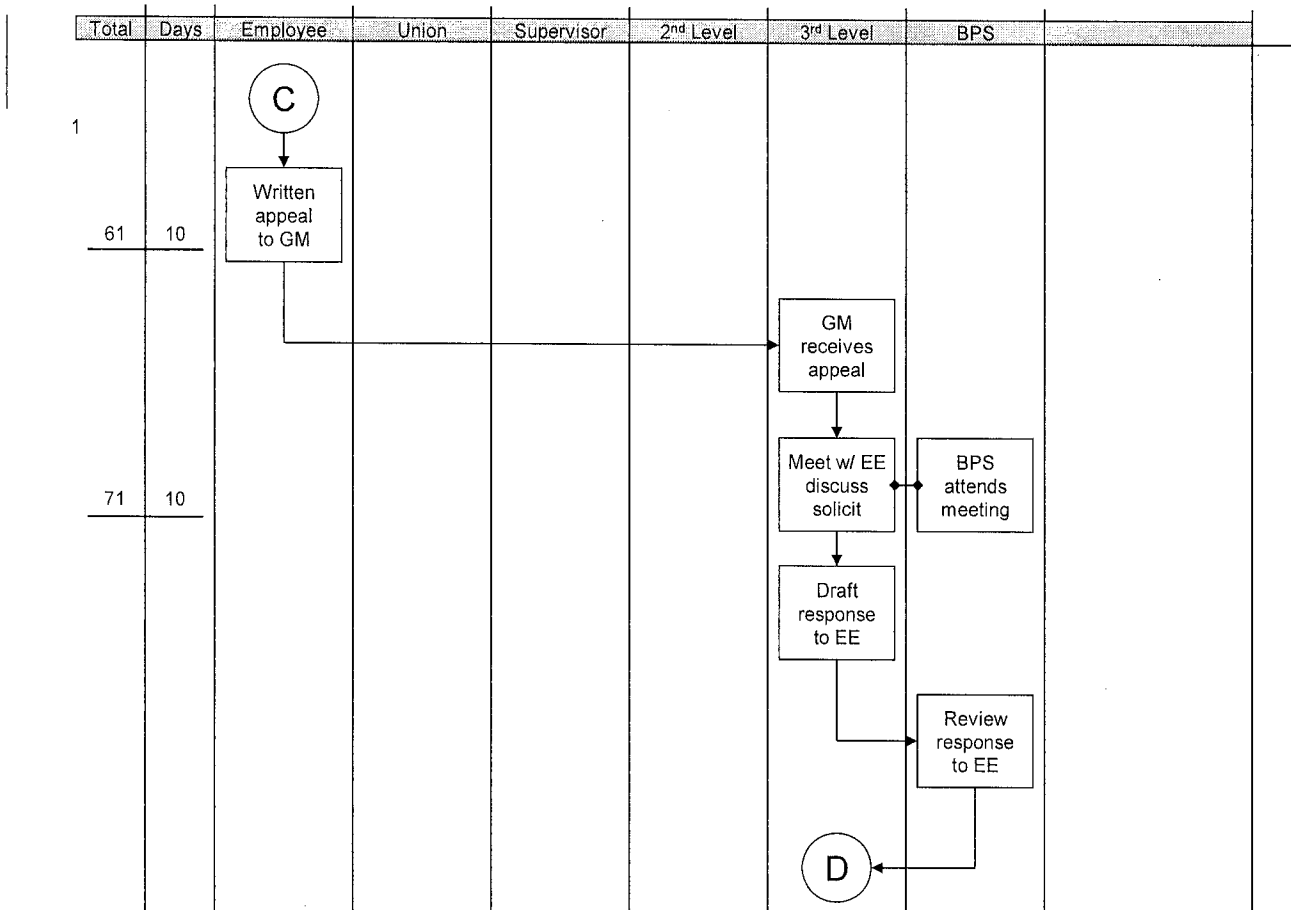 Total Days Employee Union Supervisor 2nd Level 3rd Level BPS
C
1
Written
appeal
to GM
61 10
GM
receives
appeal
Meet w/ EE
discuss
solicit
BPS
attends
meeting
71 10
Draft
response
to EE
Review
response
to EE
D